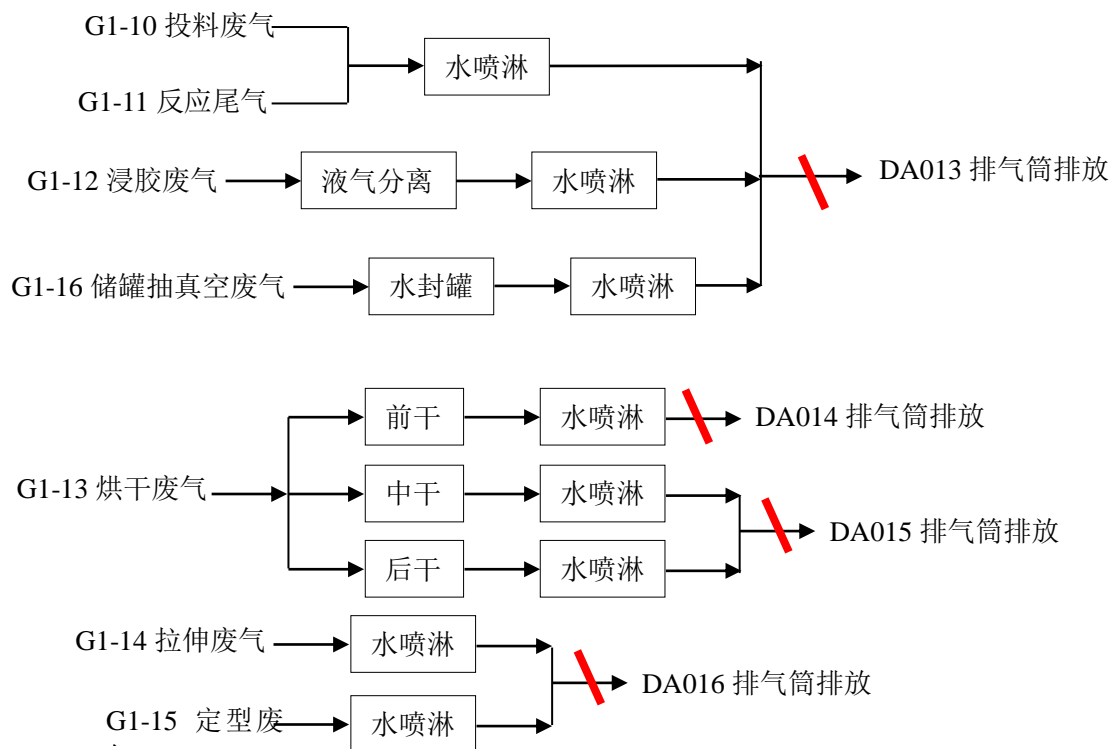 G1-10 投料废气
水喷淋
G1-11 反应尾气
G1-12 浸胶废气
液气分离
水喷淋
DA013 排气筒排放
G1-16 储罐抽真空废气
水封罐
水喷淋
前干
水喷淋
DA014 排气筒排放
G1-13 烘干废气
中干
水喷淋
DA015 排气筒排放
后干
水喷淋
G1-14 拉伸废气
水喷淋
DA016 排气筒排放
G1-15 定型废
水喷淋